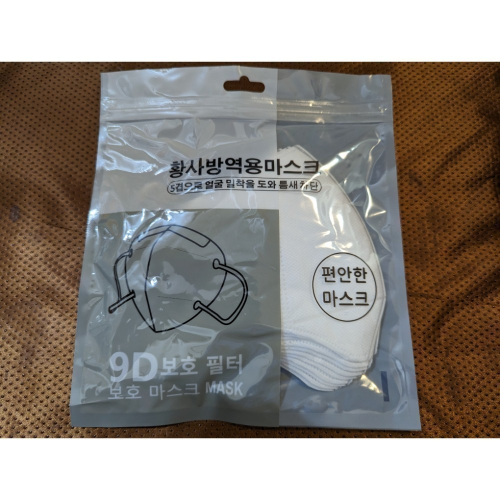 황사방역용마스크
5겹으로 얼굴 밀착을 도와 틈새 차단
편안한
마스크
9D보호 필터
보호 마스크 MASK